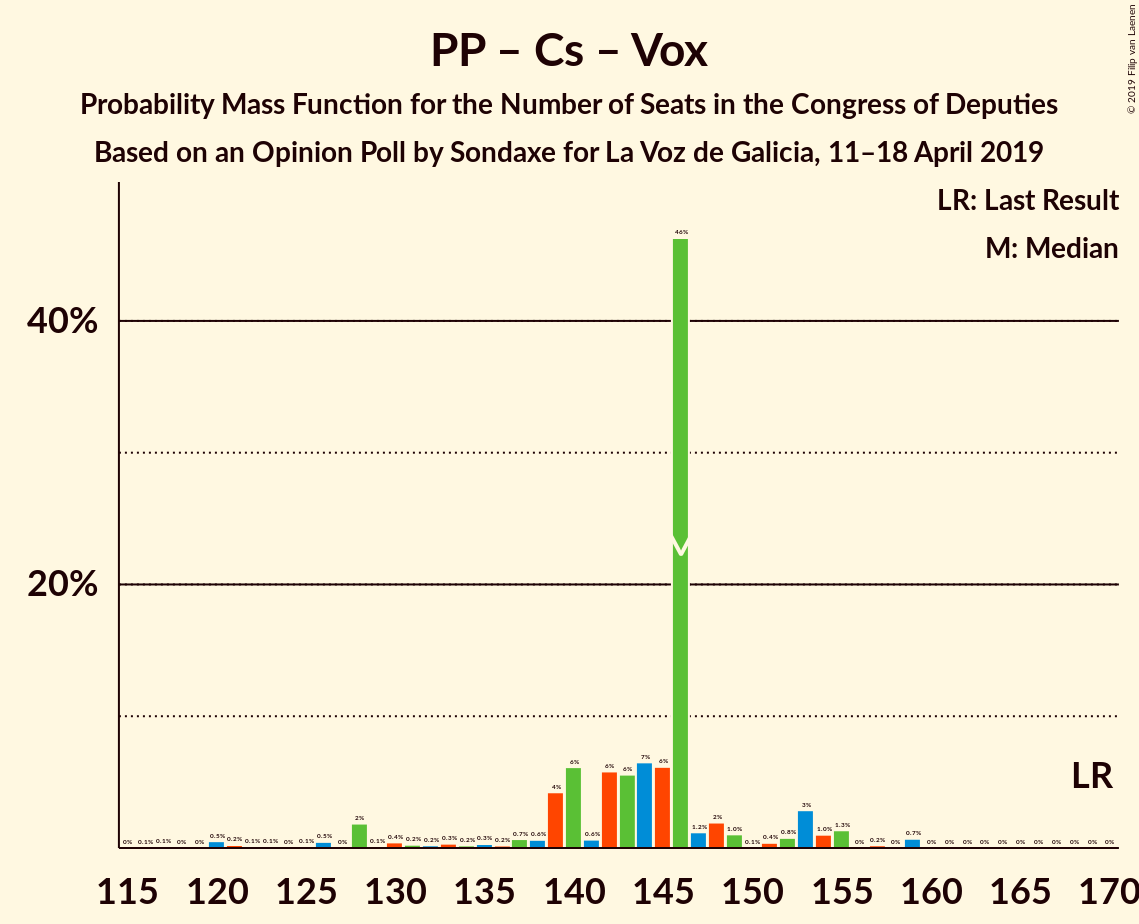 PP – Cs – Vox
Probability Mass Function for the Number of Seats in the Congress of Deputies
Based on an Opinion Poll by Sondaxe for La Voz de Galicia, 11–18 April 2019
© 2019 Filip van Laenen
LR: Last Result
M: Median
40%
20%
LR
0% 0.1% 0.1% 0% 0% 0.5% 0.2% 0.1% 0.1% 0% 0.1% 0.5% 0% 2% 0.1% 0.4% 0.2% 0.2% 0.3% 0.2% 0.3% 0.2% 0.7% 0.6% 4% 6% 0.6% 6% 6% 7% 6% 46% 1.2% 2% 1.0% 0.1% 0.4% 0.8% 3% 1.0% 1.3% 0% 0.2% 0% 0.7% 0% 0% 0% 0% 0% 0% 0% 0% 0% 0% 0%
115 120 125 130 135 140 145 150 155 160 165 170